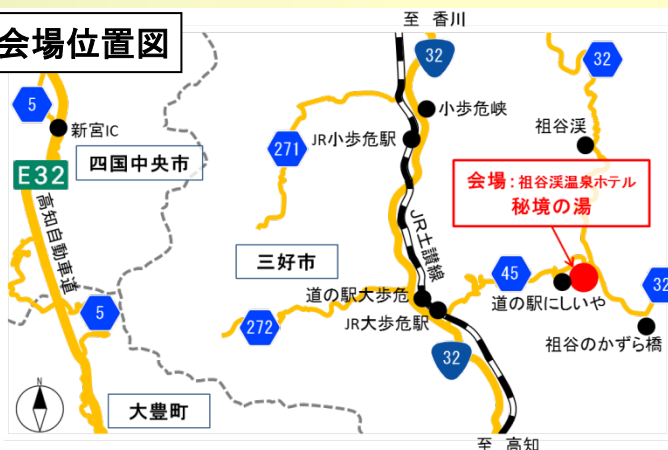 会場位置図
至 香川
32
32
5
新宮IC
小歩危峡
271
JR小歩危駅
祖谷渓
E32
四国中央市
高知自動車道
会場：祖谷渓温泉ホテル
秘境の湯
JR土讃線
三好市
45
道の駅大歩危
道の駅にしいや
32
5
272
JR大歩危駅
祖谷のかずら橋
32
N
大豊町
至 高知